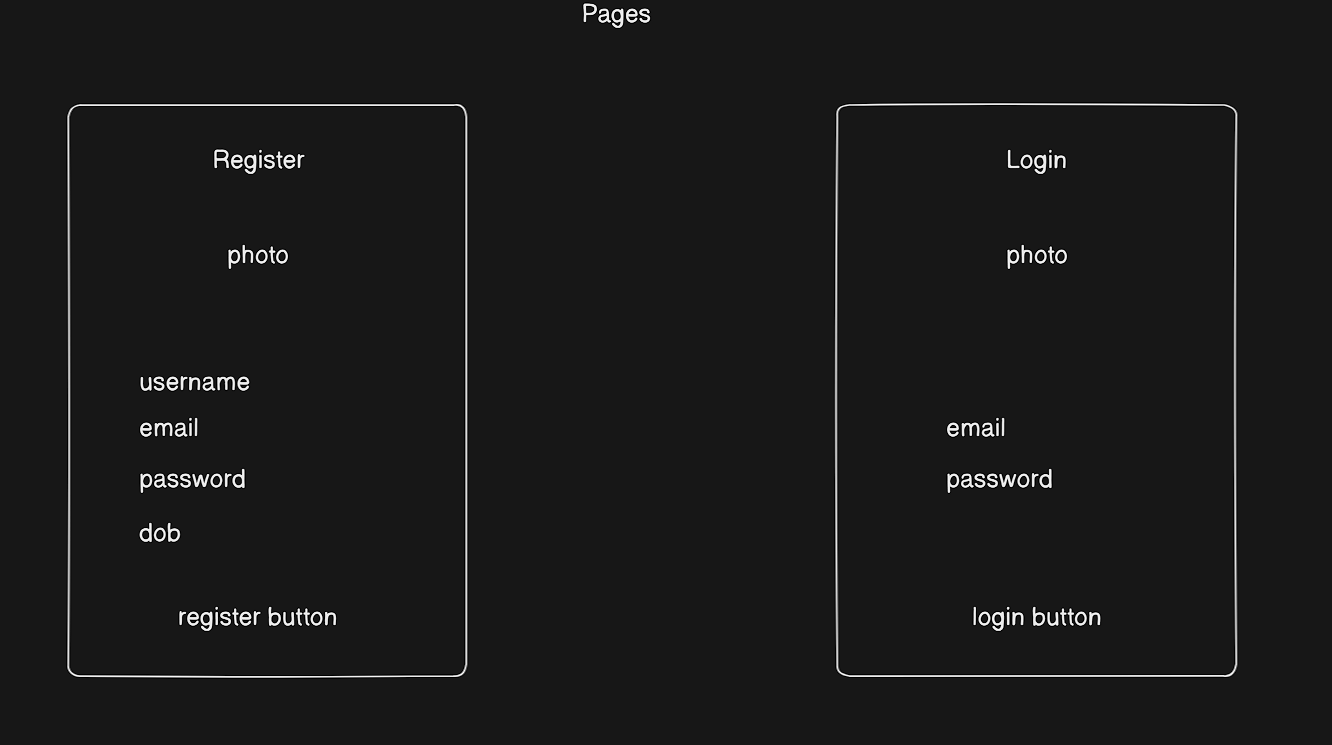 Pages
Register
photo
username
email
password
dob
register button
Login
photo
email
password
login button